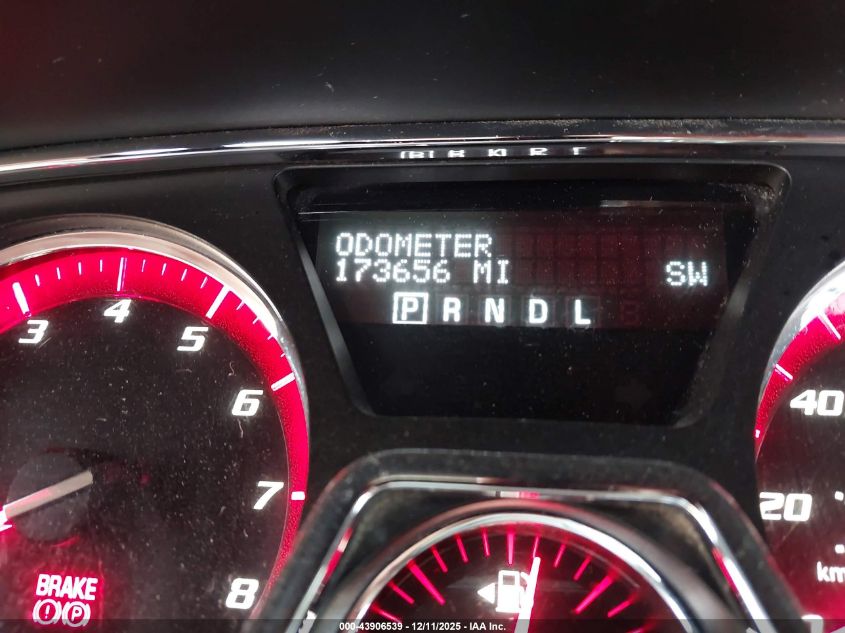 ODOMETER
173656 MI SW
P R N D L
3 4 5 6 7 8
40
20
km
BRAKE
(!) (P)
000-43906539 - 12/11/2025 - IAA Inc.